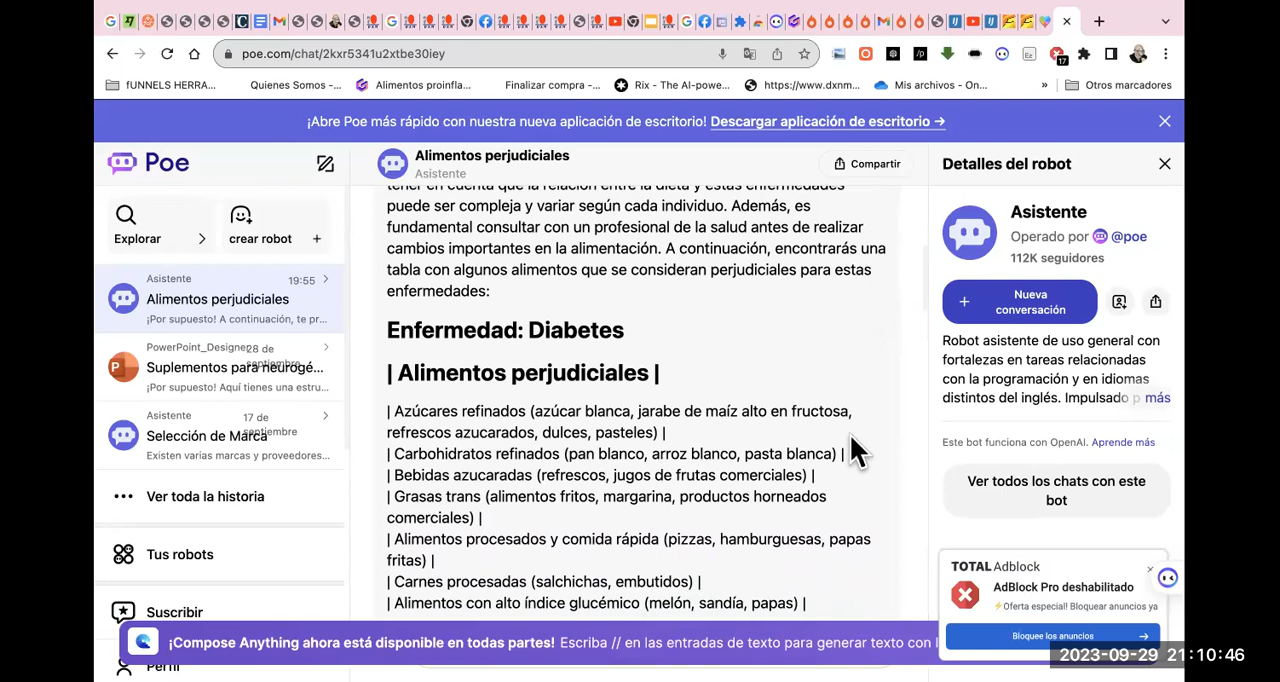 poe.com/chat/2kxr5341u2xtbe30iey
17
fUNNELS HERRA...
Quienes Somos -...
Alimentos proinfla...
Finalizar compra -...
Rix - The AI-powe...
https://www.dxnm...
Mis archivos - On...
»
Otros marcadores
¡Abre Poe más rápido con nuestra nueva aplicación de escritorio! Descargar aplicación de escritorio →
Poe
Explorar
crear robot +
Asistente 19:55
Alimentos perjudiciales
¡Por supuesto! A continuación, te pr...
PowerPoint_Designer 28 de septiembre
Suplementos para neurogé...
¡Por supuesto! Aquí tienes una estru...
Asistente 17 de septiembre
Selección de Marca
Existen varias marcas y proveedores...
Ver toda la historia
Tus robots
Suscribir
Perfil
Alimentos perjudiciales
Asistente
Compartir
tener en cuenta que la relación entre la dieta y estas enfermedades
puede ser compleja y variar según cada individuo. Además, es
fundamental consultar con un profesional de la salud antes de realizar
cambios importantes en la alimentación. A continuación, encontrarás una
tabla con algunos alimentos que se consideran perjudiciales para estas
enfermedades:
Enfermedad: Diabetes
| Alimentos perjudiciales |
| Azúcares refinados (azúcar blanca, jarabe de maíz alto en fructosa,
refrescos azucarados, dulces, pasteles) |
| Carbohidratos refinados (pan blanco, arroz blanco, pasta blanca) |
| Bebidas azucaradas (refrescos, jugos de frutas comerciales) |
| Grasas trans (alimentos fritos, margarina, productos horneados
comerciales) |
| Alimentos procesados y comida rápida (pizzas, hamburguesas, papas
fritas) |
| Carnes procesadas (salchichas, embutidos) |
| Alimentos con alto índice glucémico (melón, sandía, papas) |
Detalles del robot
Asistente
Operado por @poe
112K seguidores
+ Nueva
conversación
Robot asistente de uso general con
fortalezas en tareas relacionadas
con la programación y en idiomas
distintos del inglés. Impulsado p más
Este bot funciona con OpenAI. Aprende más
Ver todos los chats con este
bot
TOTAL Adblock
AdBlock Pro deshabilitado
⚡Oferta especial! Bloquear anuncios ya
Bloquee los anuncios →
¡Compose Anything ahora está disponible en todas partes! Escriba // en las entradas de texto para generar texto con l
2023-09-29 21:10:46